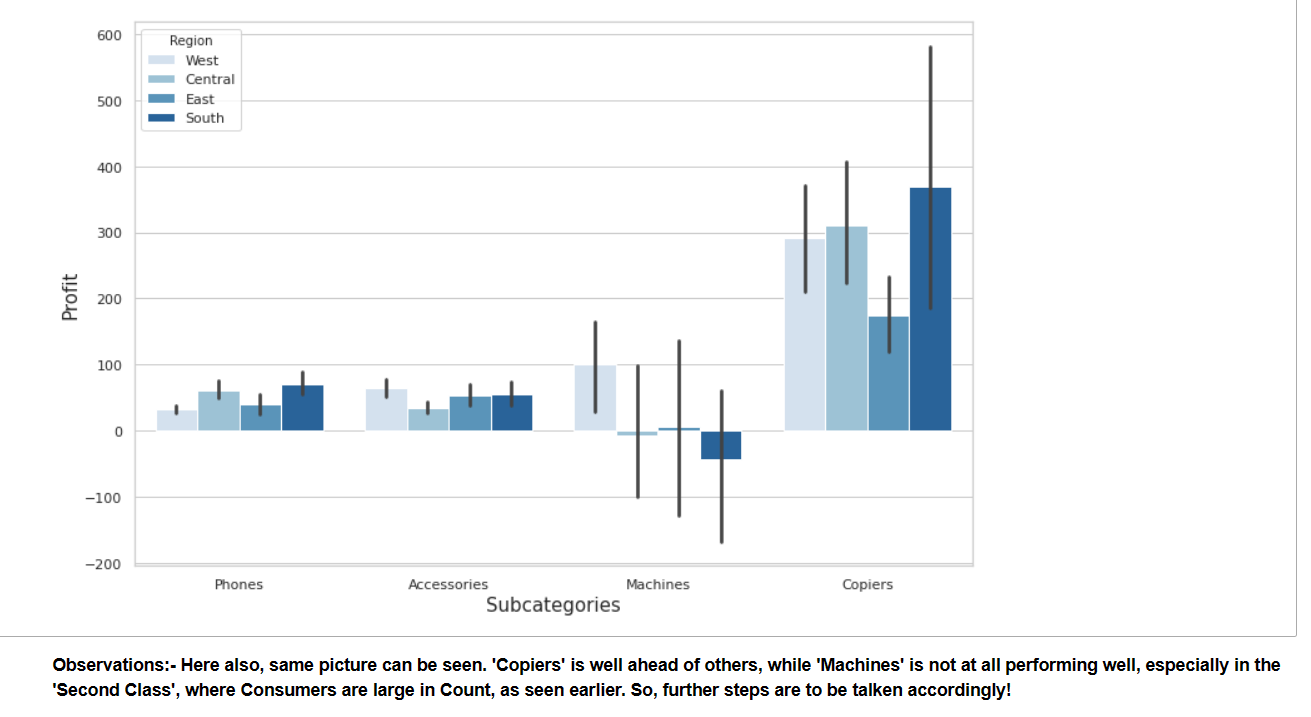 600
500
400
300
200
100
0
−100
−200
Profit
Region
West
Central
East
South
Phones
Accessories
Machines
Copiers
Subcategories
Observations:- Here also, same picture can be seen. 'Copiers' is well ahead of others, while 'Machines' is not at all performing well, especially in the
'Second Class', where Consumers are large in Count, as seen earlier. So, further steps are to be talken accordingly!